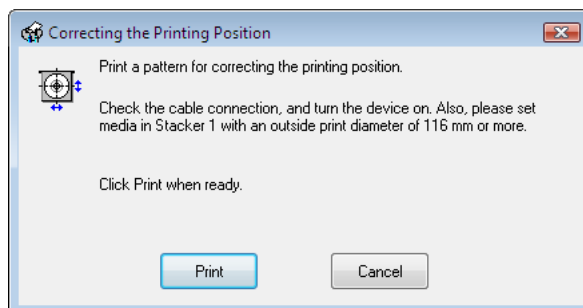 Correcting the Printing Position
Print a pattern for correcting the printing position.
Check the cable connection, and turn the device on. Also, please set
media in Stacker 1 with an outside print diameter of 116 mm or more.
Click Print when ready.
Print
Cancel